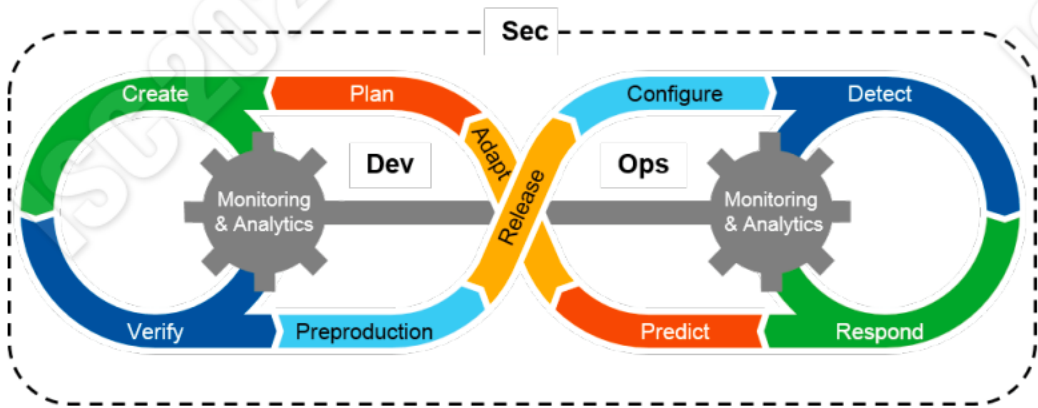 Sec
Create
Plan
Configure
Detect
Adapt
Dev
Ops
Release
Monitoring
& Analytics
Monitoring
& Analytics
Verify
Preproduction
Predict
Respond